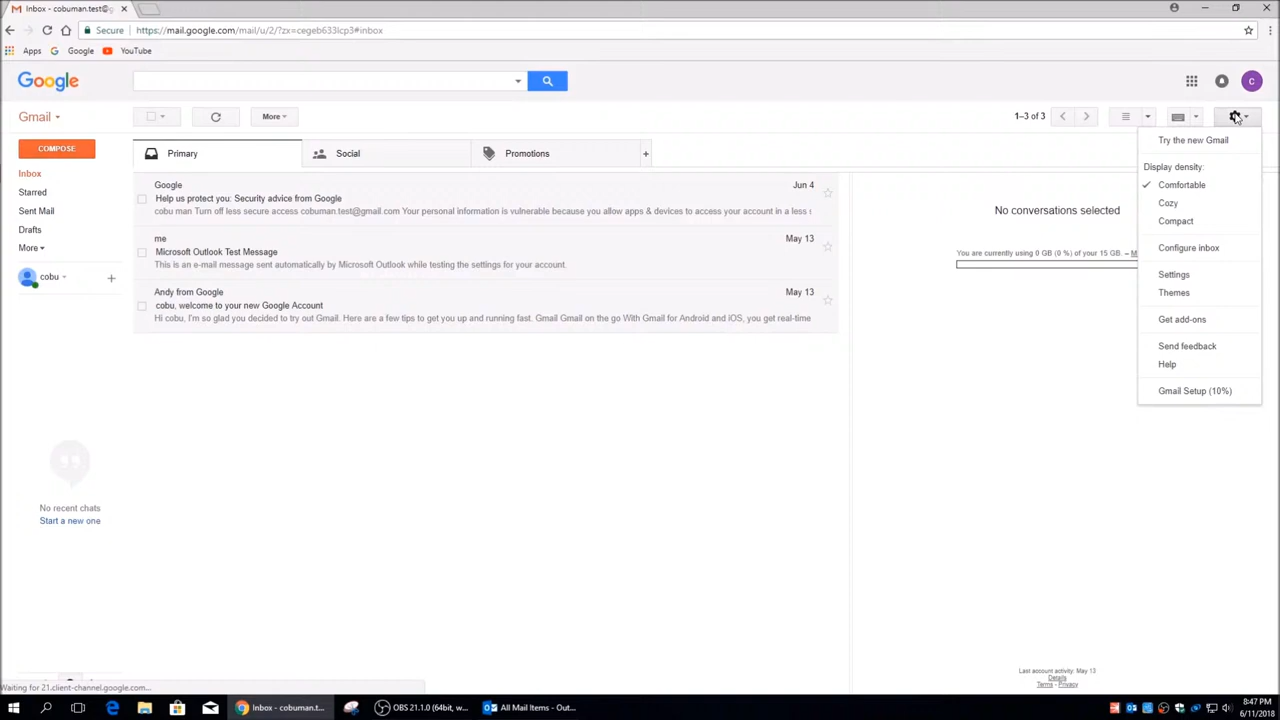 Inbox - cobuman.test@g
Secure
https://mail.google.com/mail/u/2/?zx=cegeb633lcp3#inbox
Apps
Google
YouTube
Google
C
Gmail
More
1–3 of 3
COMPOSE
Inbox
Starred
Sent Mail
Drafts
More
cobu
Primary
Social
Promotions
Google
Jun 4
Help us protect you: Security advice from Google
cobu man Turn off less secure access cobuman.test@gmail.com Your personal information is vulnerable because you allow apps & devices to access your account in a less s
me
May 13
Microsoft Outlook Test Message
This is an e-mail message sent automatically by Microsoft Outlook while testing the settings for your account.
Andy from Google
May 13
cobu, welcome to your new Google Account
Hi cobu, I'm so glad you decided to try out Gmail. Here are a few tips to get you up and running fast. Gmail Gmail on the go With Gmail for Android and iOS, you get real-time
No conversations selected
You are currently using 0 GB (0 %) of your 15 GB. – M
Try the new Gmail
Display density:
Comfortable
Cozy
Compact
Configure inbox
Settings
Themes
Get add-ons
Send feedback
Help
Gmail Setup (10%)
No recent chats
Start a new one
Last account activity: May 13
Details
Terms - Privacy
Waiting for 21.client-channel.google.com...
Inbox - cobuman.t...
OBS 21.1.0 (64bit, w...
All Mail Items - Out...
8:47 PM
6/11/2018